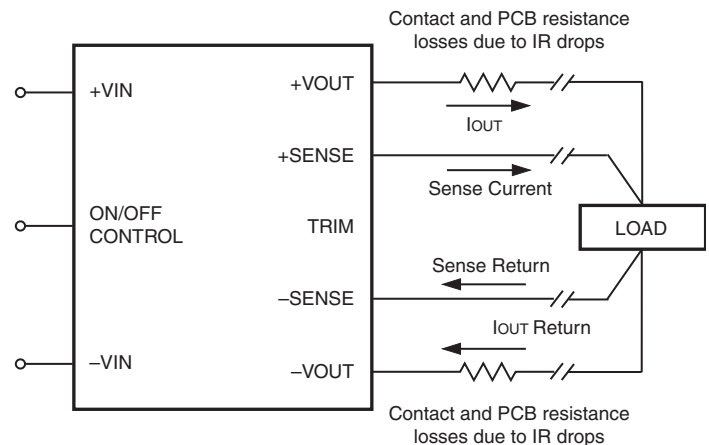 Contact and PCB resistance
losses due to IR drops
+VOUT
IOUT
+VIN
+SENSE
Sense Current
ON/OFF
CONTROL
TRIM
LOAD
Sense Return
−SENSE
IOUT Return
−VIN
−VOUT
Contact and PCB resistance
losses due to IR drops